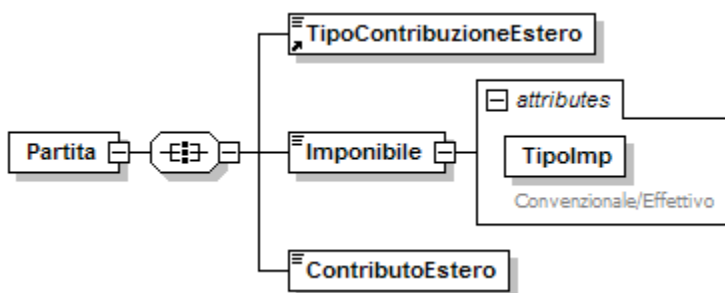 TipoContribuzioneEstero
attributes
Partita
Imponibile
TipoImp
Convenzionale/Effettivo
ContributoEstero